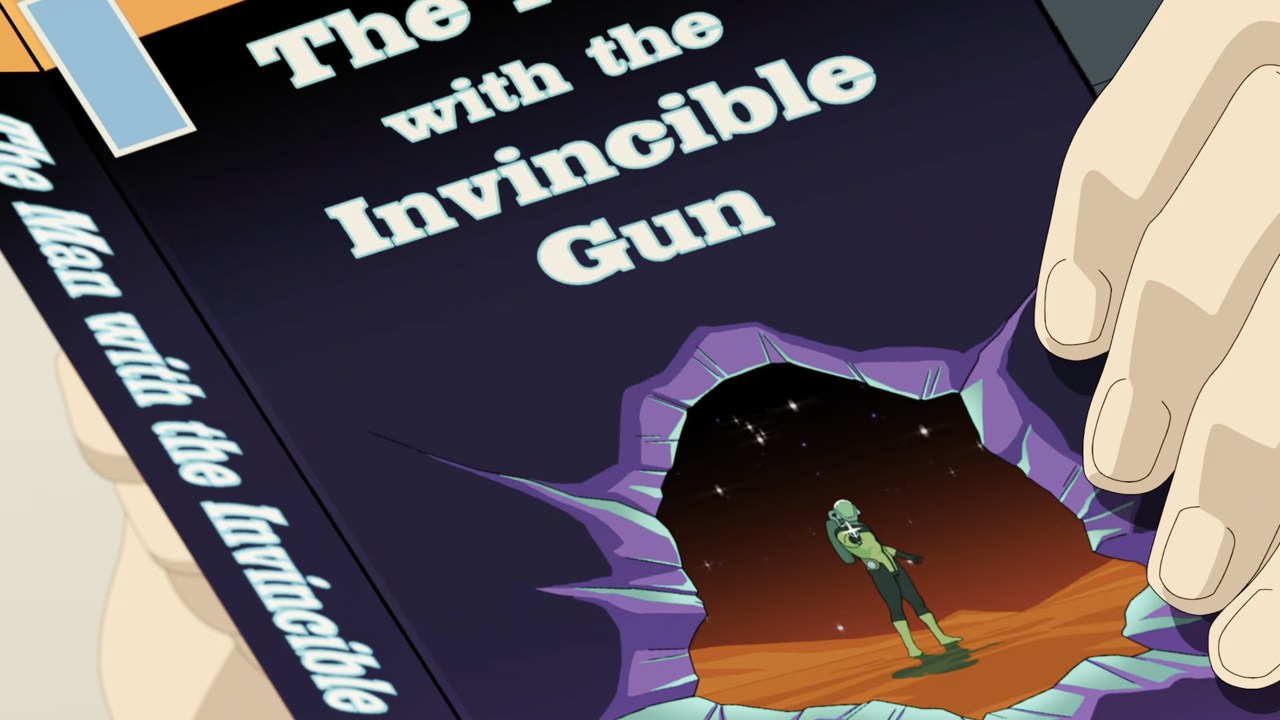 The
with the
Invincible
Gun
The Man with the Invincible